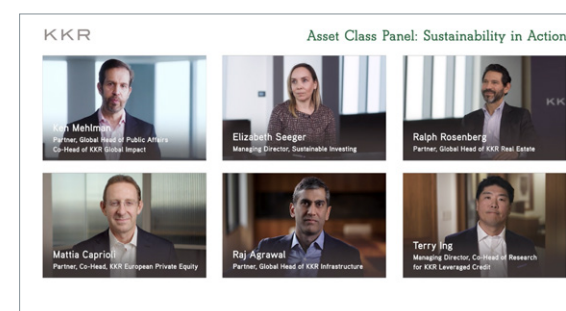 KKR
Asset Class Panel: Sustainability in Action
Ken Mehlman
Partner, Global Head of Public Affairs
Co-Head of KKR Global Impact
Elizabeth Seeger
Managing Director, Sustainable Investing
KK
Ralph Rosenberg
Partner, Global Head of KKR Real Estate
Mattia Caprioli
Partner, Co-Head, KKR European Private Equity
Raj Agrawal
Partner, Global Head of KKR Infrastructure
Terry Ing
Managing Director, Co-Head of Research
for KKR Leveraged Credit